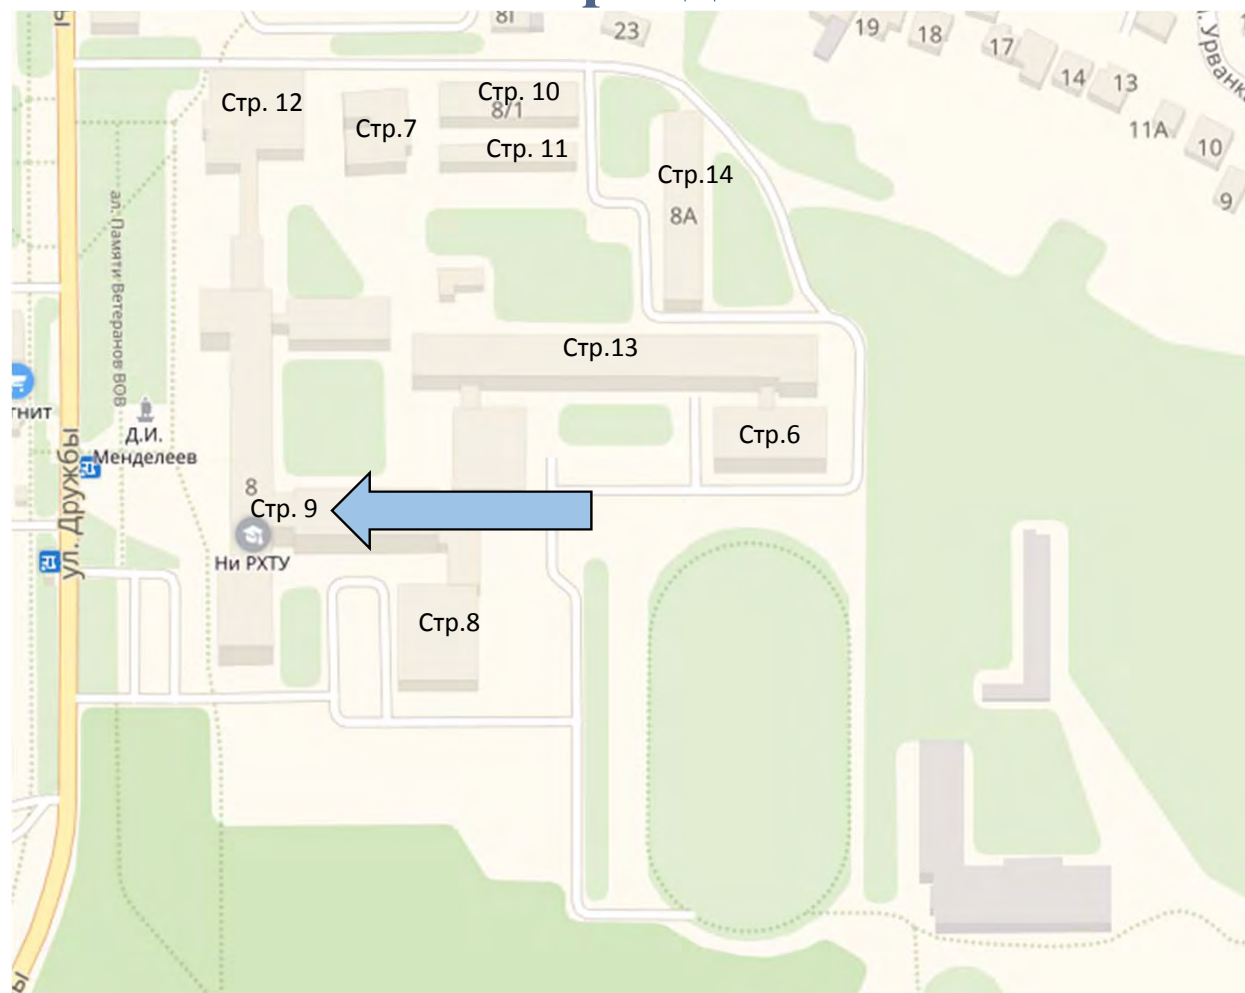 8Г
23
19
18
17
14
13
11А
10
9
Стр. 12
Стр.7
Стр. 10
8/1
Стр. 11
Стр.14
8А
ал. Памяти Ветеранов ВОВ
Стр.13
гнит
Д.И.
Менделеев
ул. Дружбы
Стр.6
8
Стр. 9
Ни РХТУ
Стр.8